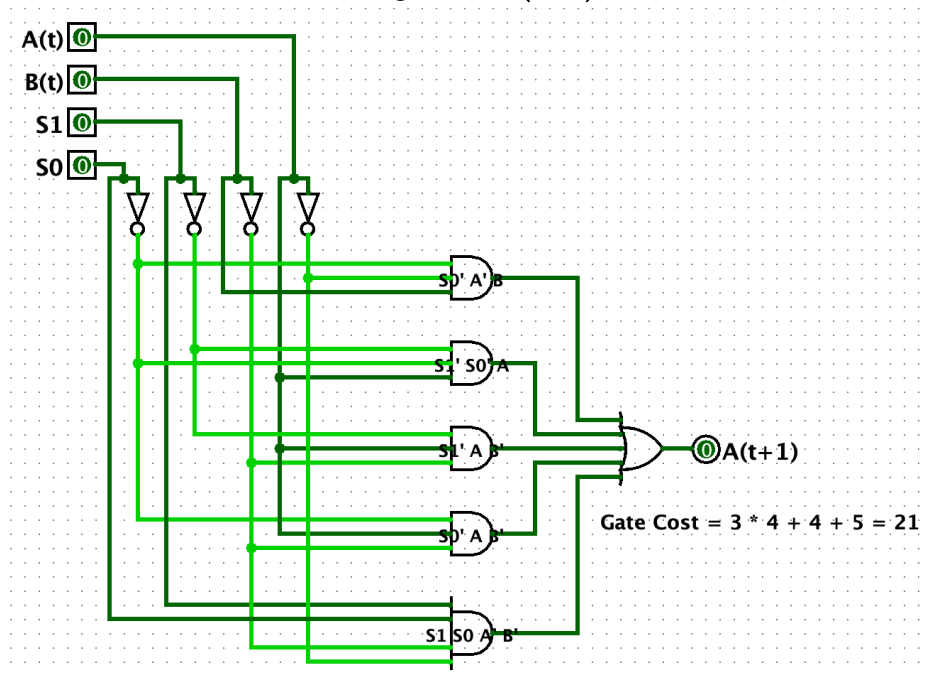 A(t) 0
B(t) 0
S1 0
S0 0
S0' A' B
S1' S0' A
S1' A B'
0 A(t+1)
S0' A B'
Gate Cost = 3 * 4 + 4 + 5 = 21
S1 S0 A' B'